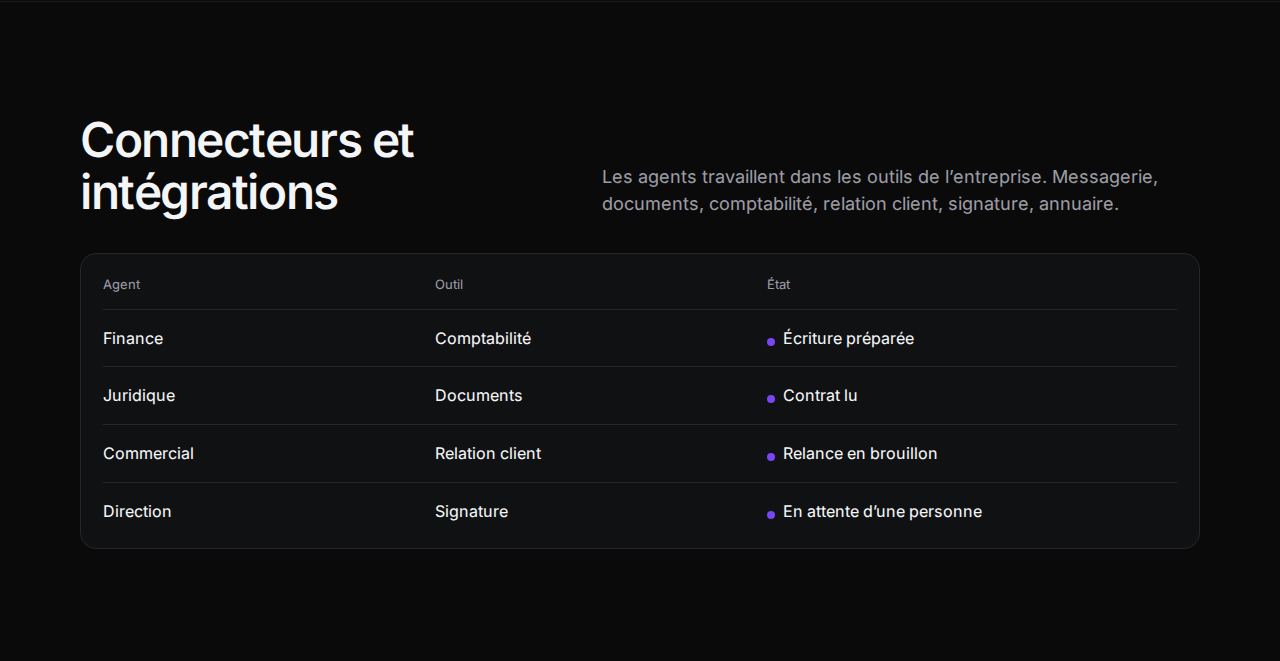 Connecteurs et
intégrations
Les agents travaillent dans les outils de l’entreprise. Messagerie,
documents, comptabilité, relation client, signature, annuaire.
Agent Outil État
Finance Comptabilité Écriture préparée
Juridique Documents Contrat lu
Commercial Relation client Relance en brouillon
Direction Signature En attente d’une personne